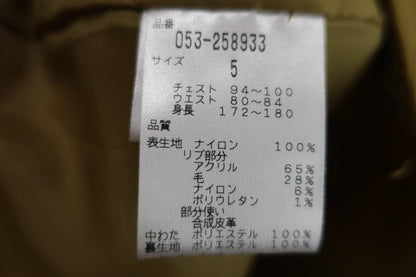 品番
053-258933
サイズ
5
チェスト 94～100
ウエスト 80～84
身長 172～180
品質
表生地 ナイロン 100%
リブ部分
アクリル 65%
毛 28%
ナイロン 6%
ポリウレタン 1%
部分使い
合成皮革
中わた ポリエステル 100%
裏生地 ポリエステル 100%